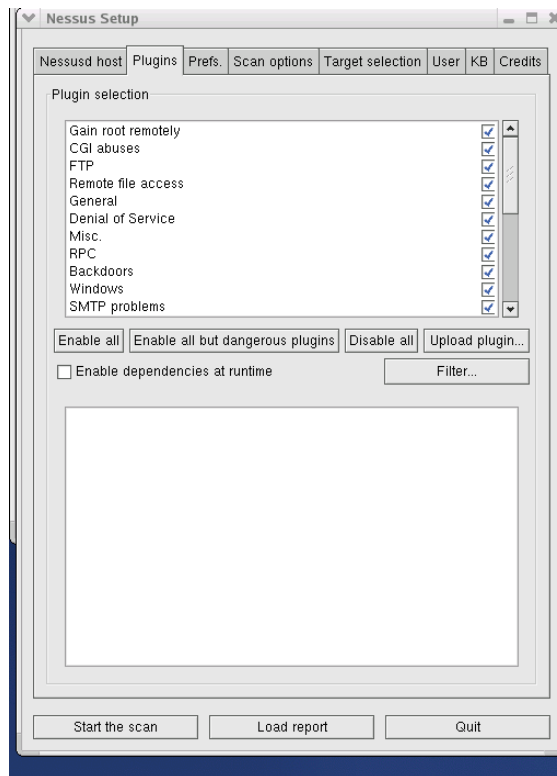 Nessus Setup
Nessusd host Plugins Prefs. Scan options Target selection User KB Credits
Plugin selection
Gain root remotely
CGI abuses
FTP
Remote file access
General
Denial of Service
Misc.
RPC
Backdoors
Windows
SMTP problems
Enable all Enable all but dangerous plugins Disable all Upload plugin...
Enable dependencies at runtime Filter...
Start the scan Load report Quit